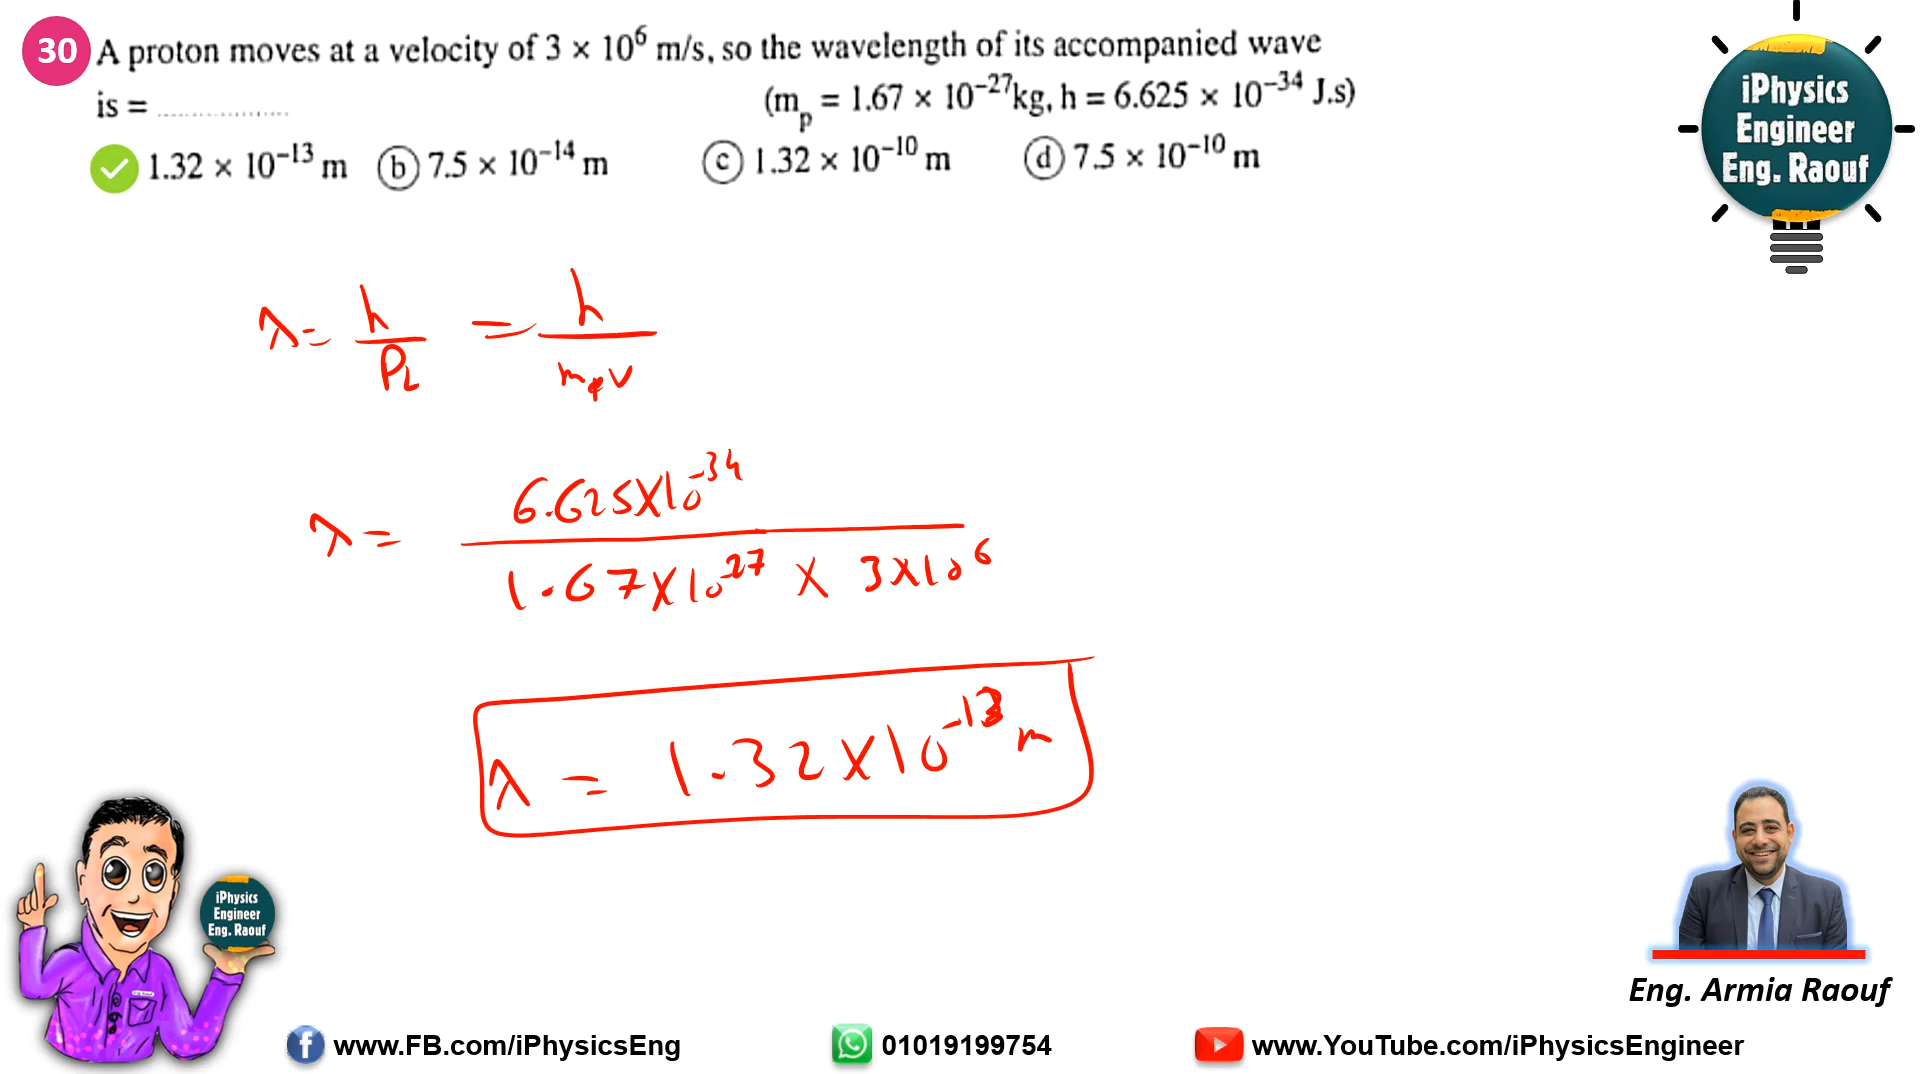 30 A proton moves at a velocity of 3 × 10⁶ m/s, so the wavelength of its accompanied wave
is = .................... (mₚ = 1.67 × 10⁻²⁷kg, h = 6.625 × 10⁻³⁴ J.s)
✓ 1.32 × 10⁻¹³ m ⓑ 7.5 × 10⁻¹⁴ m ⓒ 1.32 × 10⁻¹⁰ m ⓓ 7.5 × 10⁻¹⁰ m
iPhysics
Engineer
Eng. Raouf
λ = h/P_L = h/mₚv
λ = 6.625×10⁻³⁴ / 1.67×10⁻²⁷ × 3×10⁶
λ = 1.32×10⁻¹³ m
iPhysics
Engineer
Eng. Raouf
Eng. Armia Raouf
www.FB.com/iPhysicsEng 01019199754 www.YouTube.com/iPhysicsEngineer